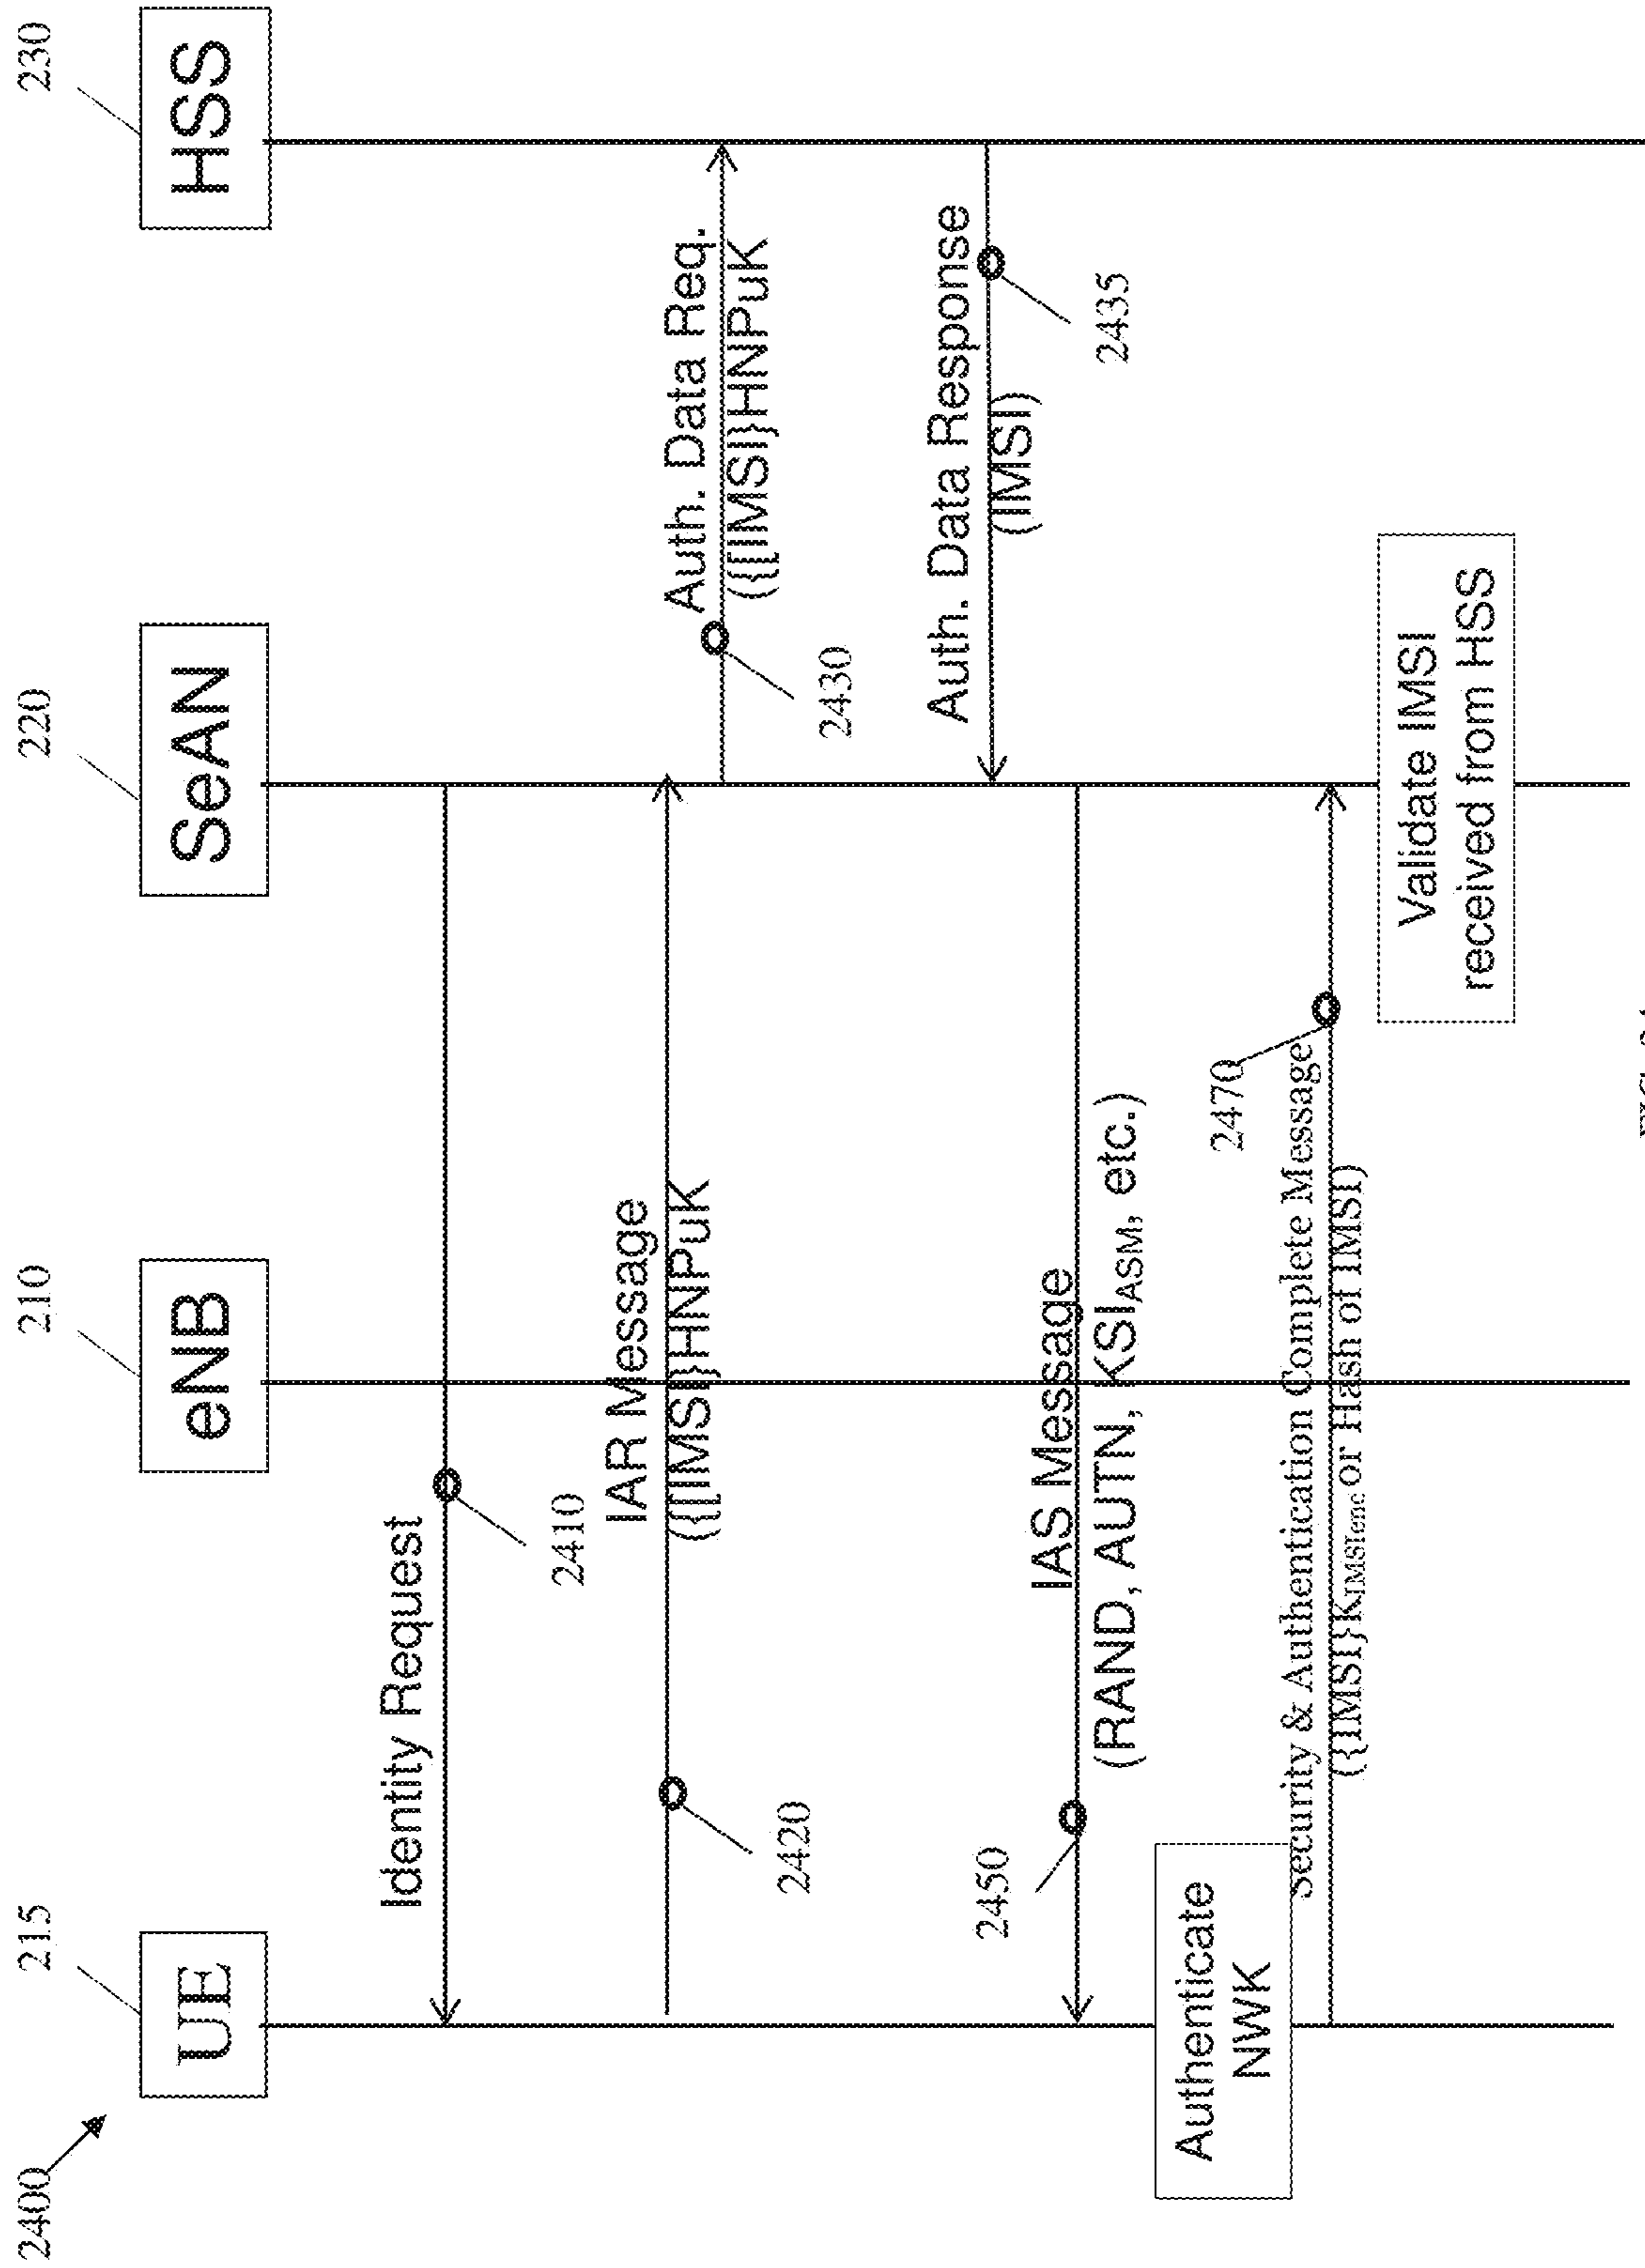 2400
215
210
220
230
UE
eNB
SeAN
HSS
Identity Request
2410
IAR Message
({[IMSI}HNPuK
2420
Auth. Data Req.
({[IMSI}HNPuK
2430
Auth. Data Response
(IMSI)
2435
IAS Message
(RAND, AUTN, KSIASM, etc.)
2450
Authenticate
NWK
Security & Authentication Complete Message
({IMSI}KIMSIenc or Hash of IMSI)
2470
Validate IMSI
received from HSS